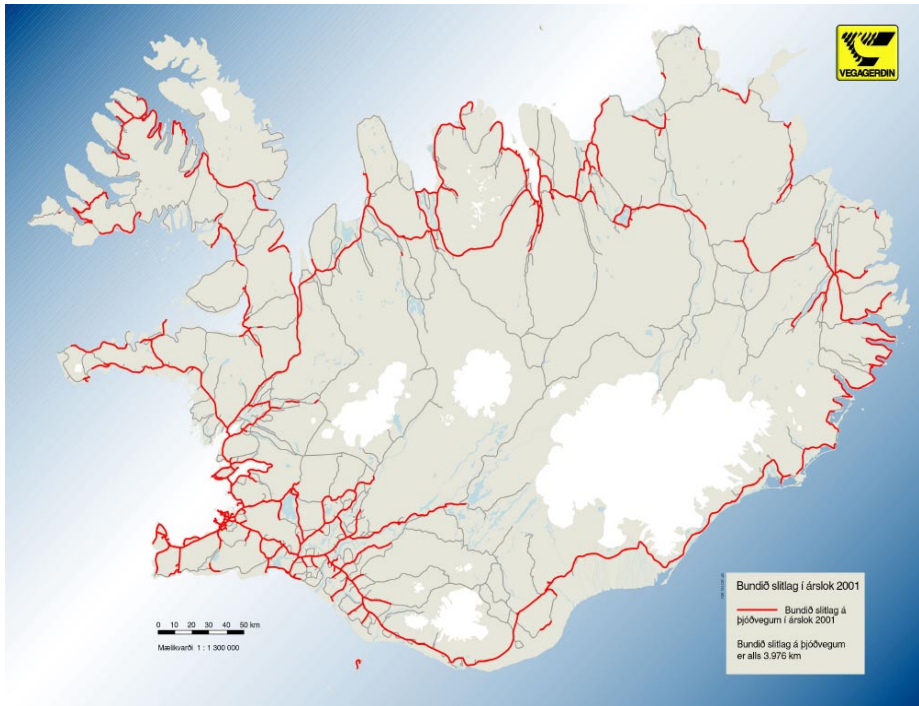 VEGAGERDIN
Bundið slitlag í árslok 2001
Bundið slitlag á
þjóðvegum í árslok 2001
Bundið slitlag á þjóðvegum
er alls 3.976 km
0 10 20 30 40 50 km
Mælikvarði 1 : 1 300 000